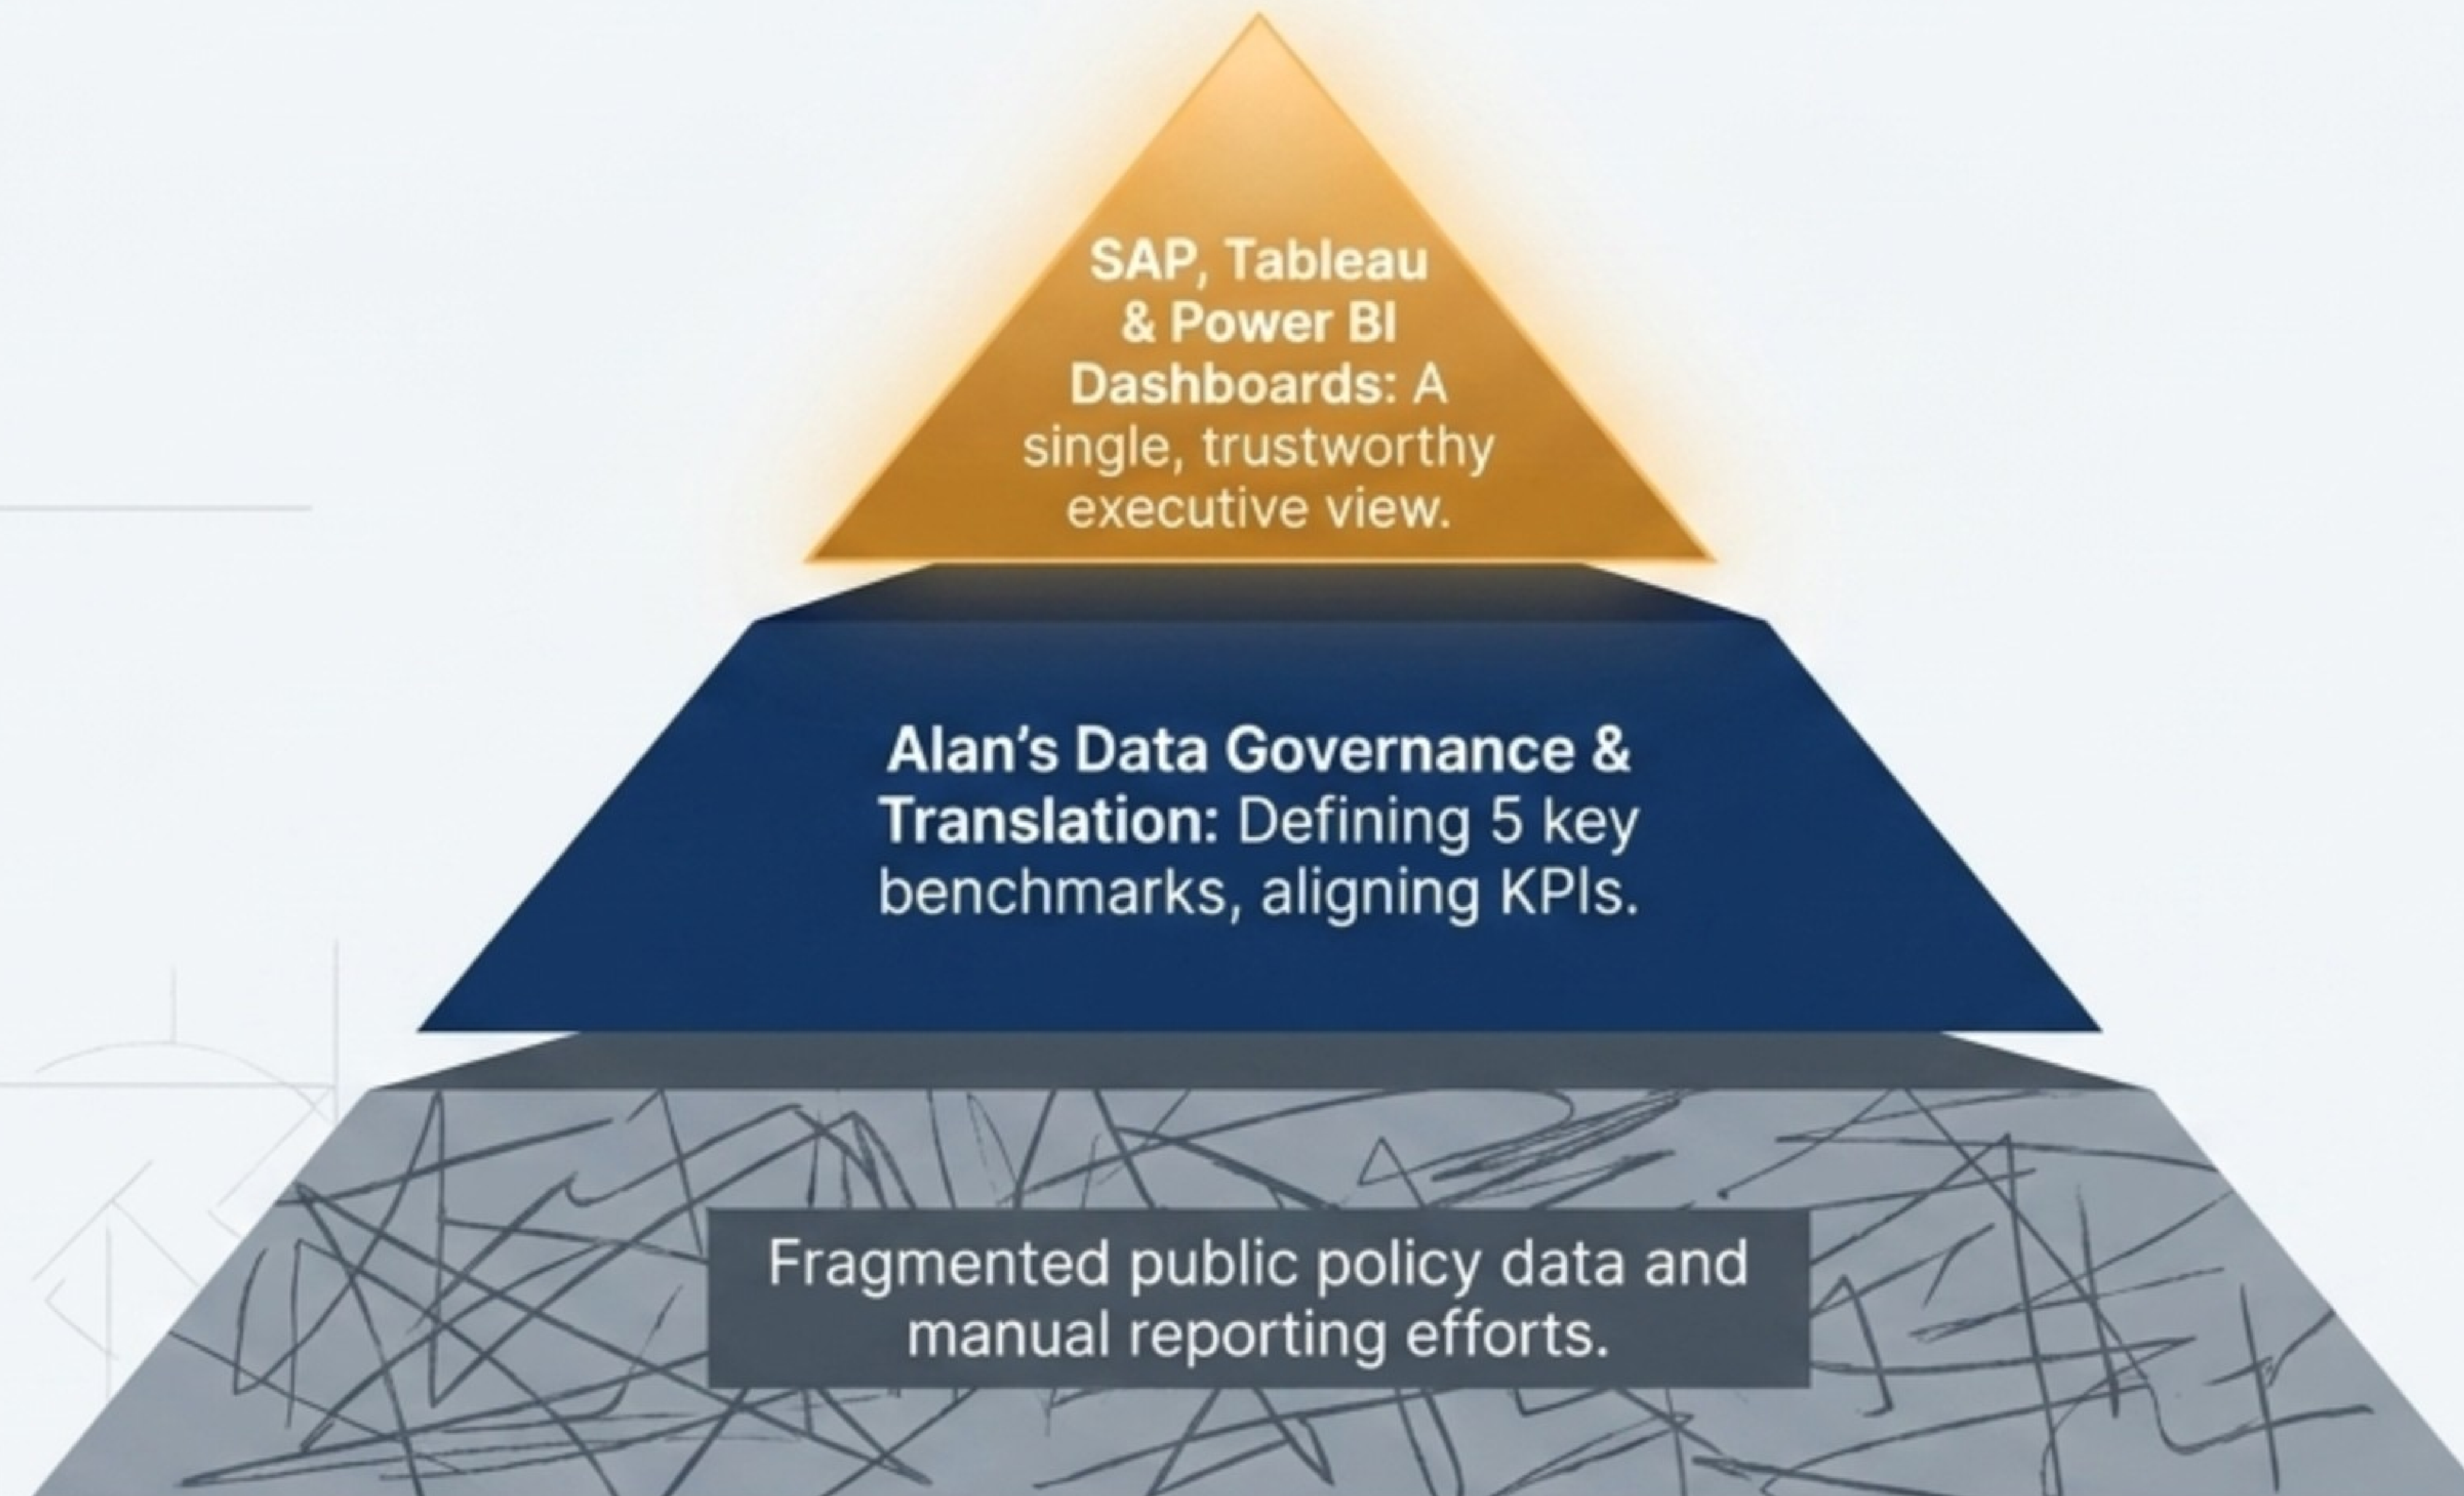 SAP, Tableau
& Power BI
Dashboards: A
single, trustworthy
executive view.
Alan’s Data Governance &
Translation: Defining 5 key
benchmarks, aligning KPIs.
Fragmented public policy data and
manual reporting efforts.